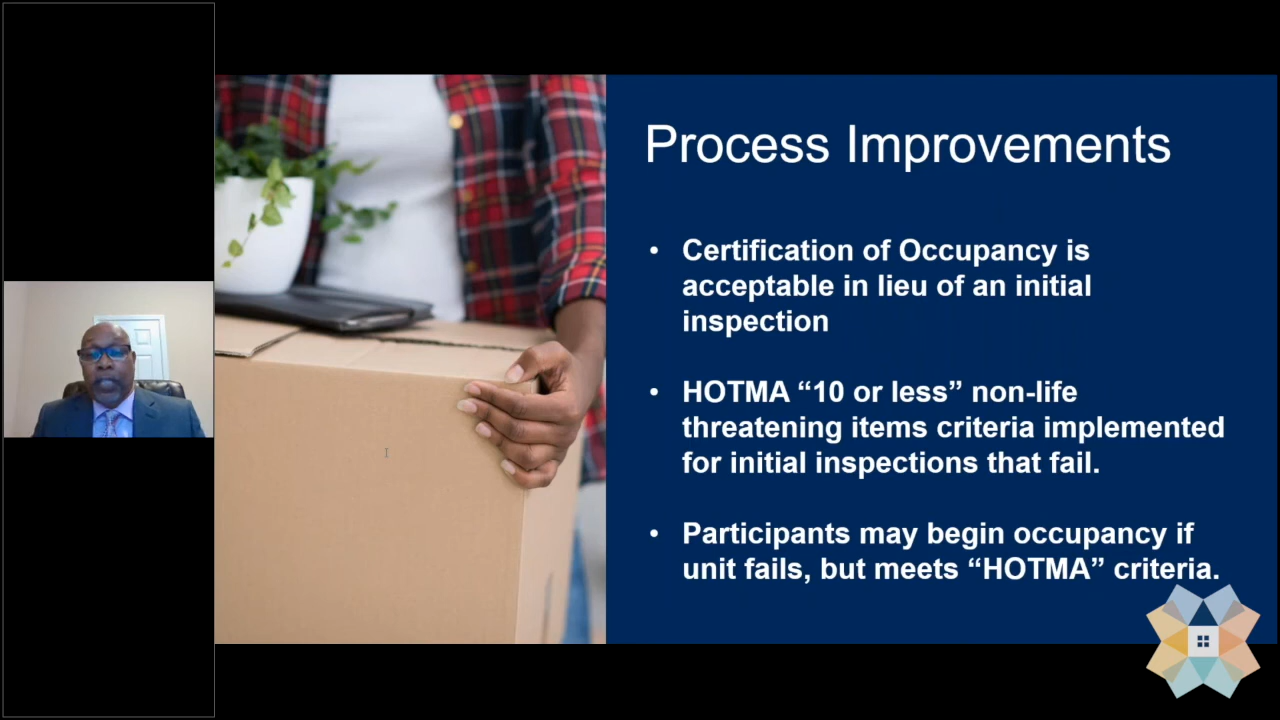 Process Improvements
• Certification of Occupancy is
acceptable in lieu of an initial
inspection
• HOTMA “10 or less” non-life
threatening items criteria implemented
for initial inspections that fail.
• Participants may begin occupancy if
unit fails, but meets “HOTMA” criteria.